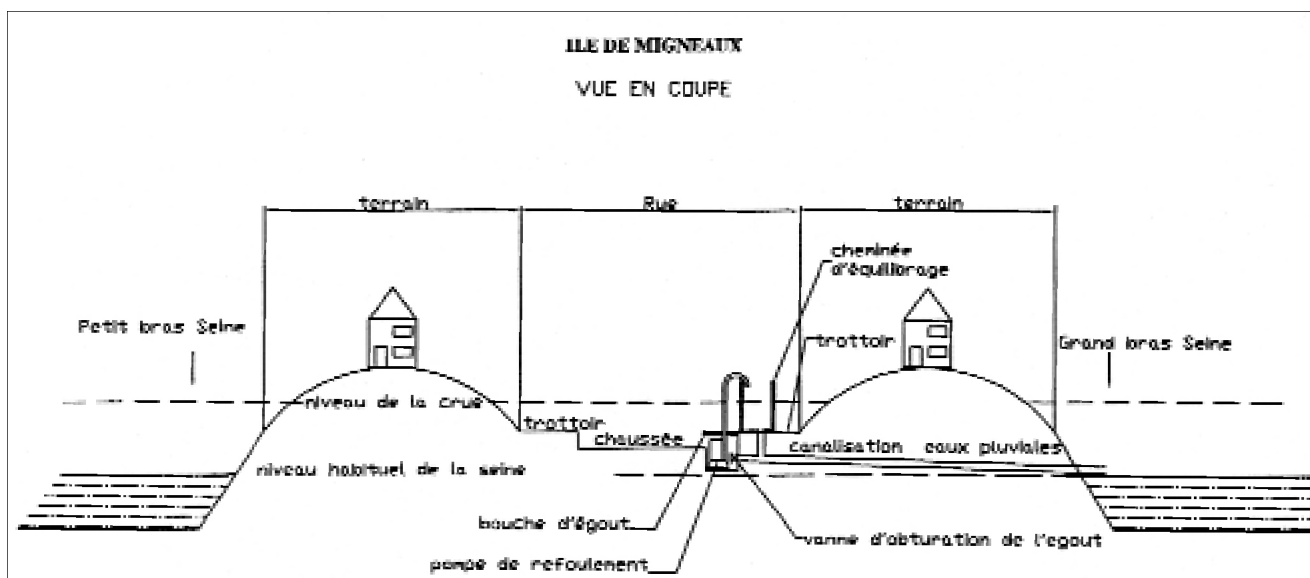 ILE DE MIGNEAUX
VUE EN COUPE
terrain
Rue
terrain
cheminée
d'équilibrage
Petit bras Seine
trottoir
Grand bras Seine
niveau de la crue
trottoir
chaussée
canalisation eaux pluviales
niveau habituel de la seine
bouche d'égout
vanne d'obturation de l'egout
pompe de refoulement